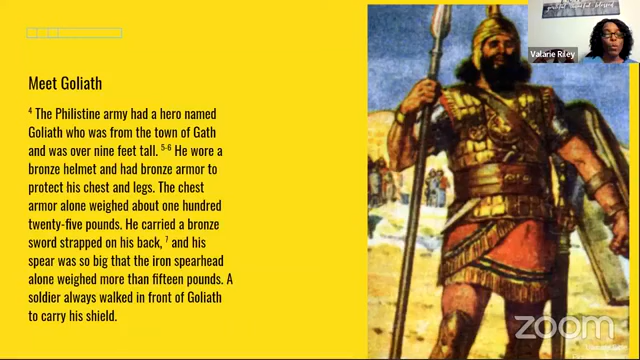 grateful thankful blessed
Valarie Riley
Meet Goliath
4 The Philistine army had a hero named
Goliath who was from the town of Gath
and was over nine feet tall. 5-6 He wore a
bronze helmet and had bronze armor to
protect his chest and legs. The chest
armor alone weighed about one hundred
twenty-five pounds. He carried a bronze
sword strapped on his back, 7 and his
spear was so big that the iron spearhead
alone weighed more than fifteen pounds. A
soldier always walked in front of Goliath
to carry his shield.
zoom